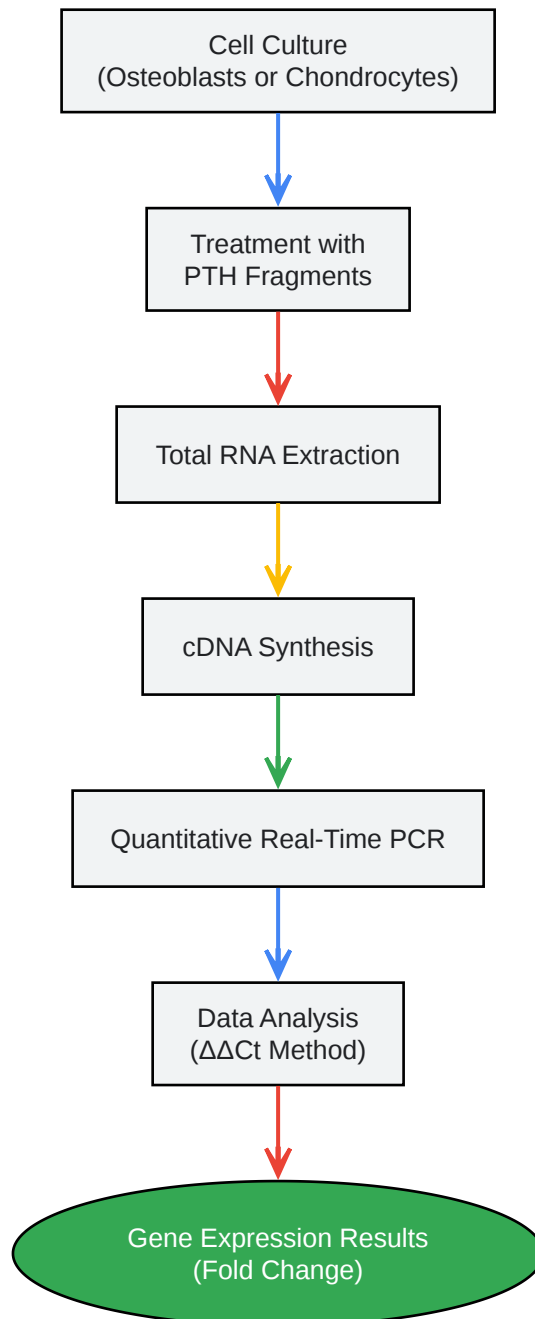 Cell Culture
(Osteoblasts or Chondrocytes)
Treatment with
PTH Fragments
Total RNA Extraction
cDNA Synthesis
Quantitative Real-Time PCR
Data Analysis
(ΔΔCt Method)
Gene Expression Results
(Fold Change)